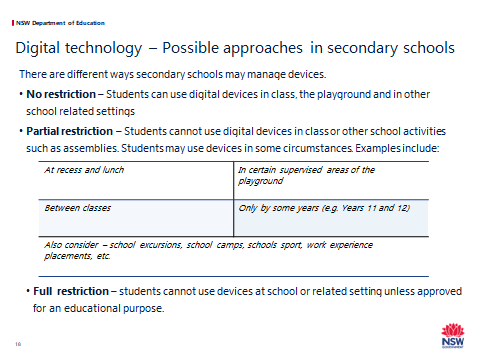 NSW Department of Education
Digital technology – Possible approaches in secondary schools
There are different ways secondary schools may manage devices.
• No restriction – Students can use digital devices in class, the playground and in other
school related settings
• Partial restriction – Students cannot use digital devices in class or other school activities
such as assemblies. Students may use devices in some circumstances. Examples include:
At recess and lunch
In certain supervised areas of the
playground
Between classes
Only by some years (e.g. Years 11 and 12)
Also consider – school excursions, school camps, schools sport, work experience
placements, etc.
• Full restriction – students cannot use devices at school or related setting unless approved
for an educational purpose.
18
NSW